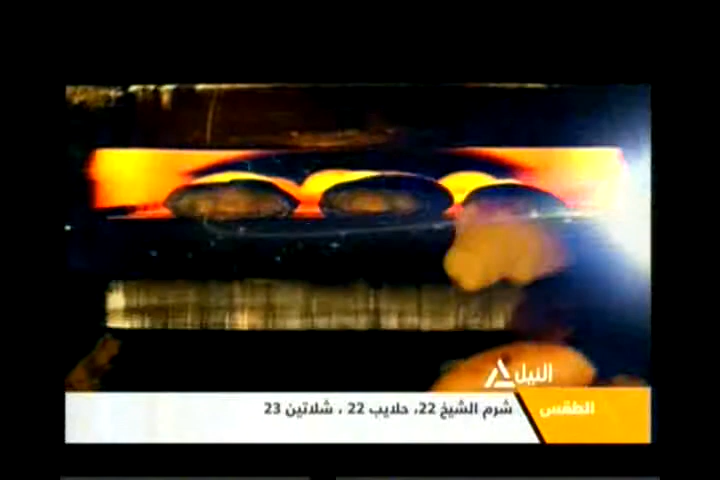 النيل
الطقس
شرم الشيخ 22، حلايب 22 ، شلاتين 23